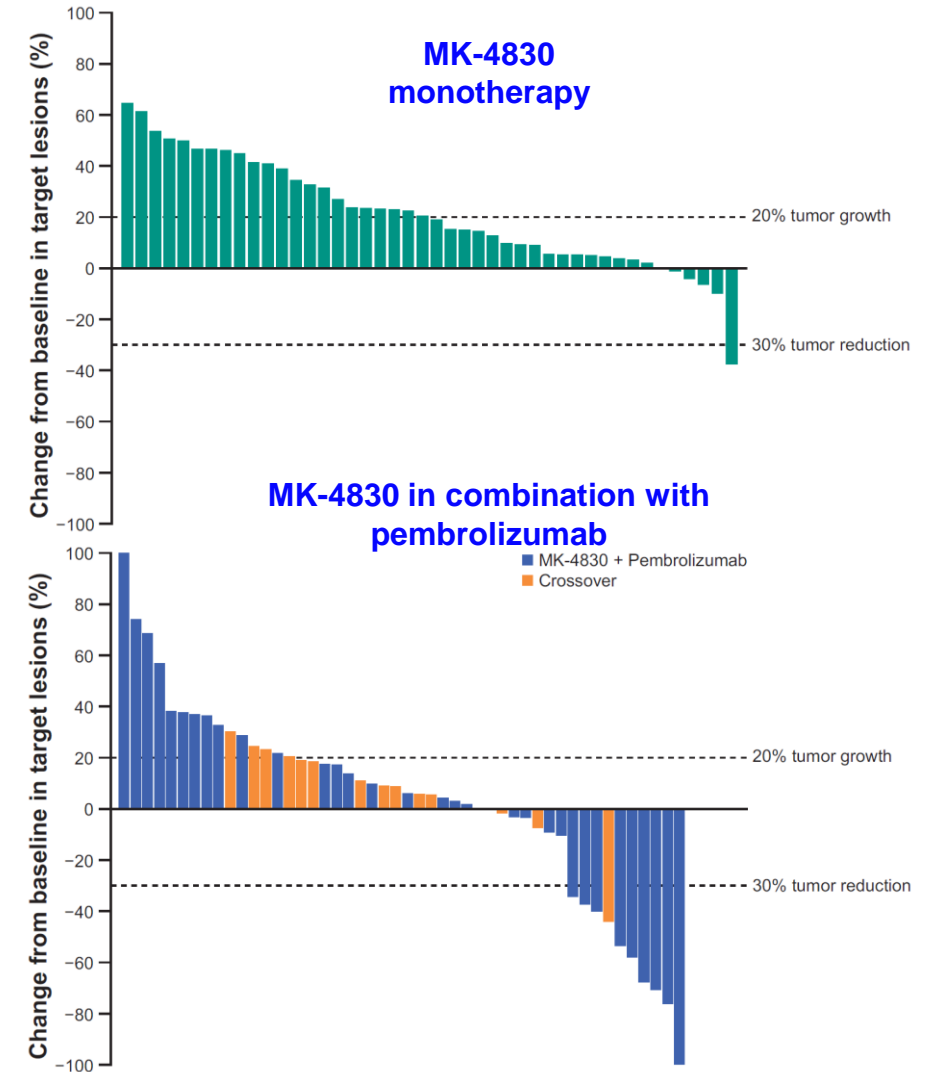 MK-4830
monotherapy
Change from baseline in target lesions (%)
100
80
60
40
20
0
−20
−40
−60
−80
−100
20% tumor growth
30% tumor reduction
MK-4830 in combination with
pembrolizumab
MK-4830 + Pembrolizumab
Crossover
Change from baseline in target lesions (%)
100
80
60
40
20
0
−20
−40
−60
−80
−100
20% tumor growth
30% tumor reduction